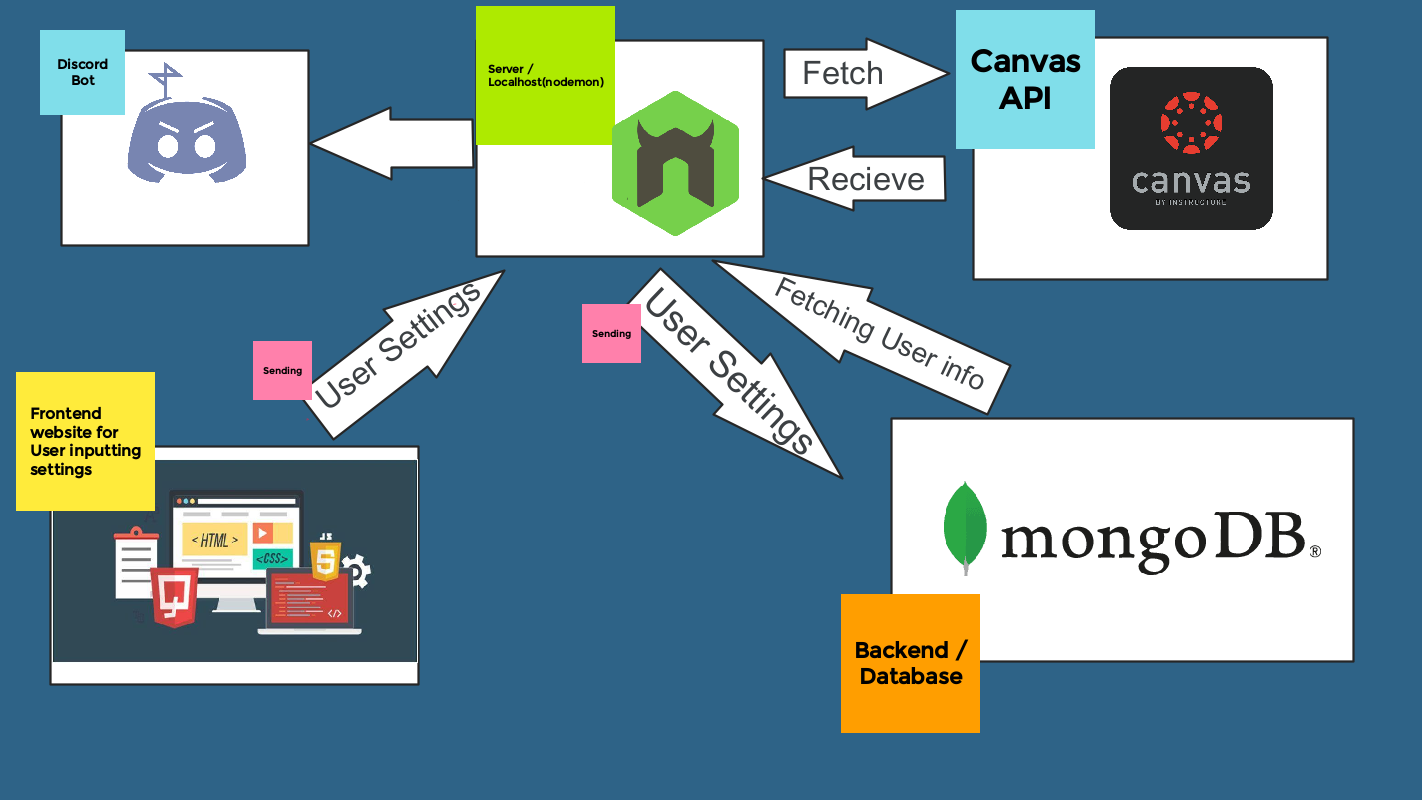 Discord
Bot
Server /
Localhost(nodemon)
Fetch
Canvas
API
Recieve
canvas
BY INSTRUCTURE
Sending
User Settings
Sending
User Settings
Fetching User info
Frontend
website for
User inputting
settings
< HTML >
<CSS>
JS
</>
mongoDB®
Backend /
Database